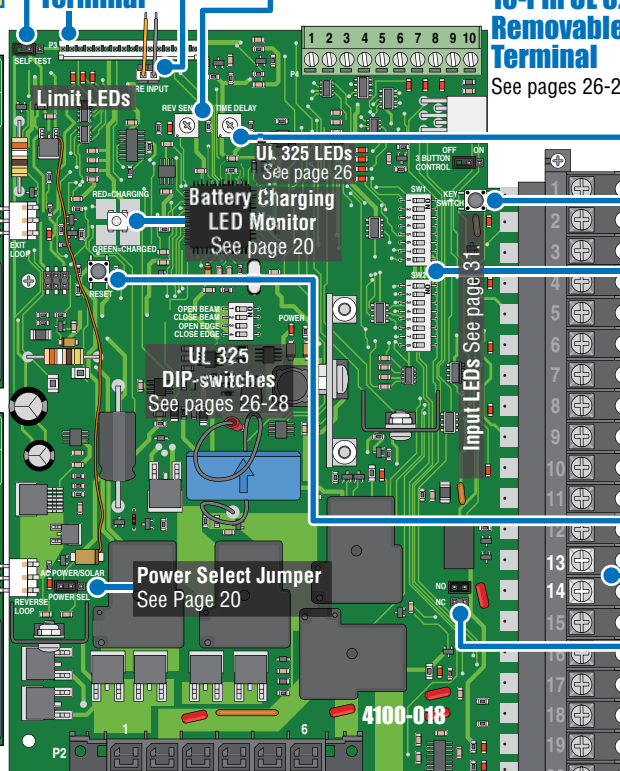 Terminal
Removable
Terminal
See pages 26-2
P3
SELF TEST
RE INPUT
Limit LEDs
1 2 3 4 5 6 7 8 9 10
P4
REV SEN
TIME DELAY
UL 325 LEDs
See page 26
OFF ON
3 BUTTON
CONTROL
SW1
KEY
SWITCH
RED=CHARGING
Battery Charging
LED Monitor
See page 20
GREEN=CHARGED
EXIT
LOOP
RESET
SW2
Input LEDs See page 31.
OPEN BEAM
CLOSE BEAM
OPEN EDGE
CLOSE EDGE
POWER
UL 325
DIP-switches
See pages 26-28
1
2
3
4
5
6
7
8
9
10
11
12
13
14
15
16
17
18
19
AC POWER/SOLAR
POWER SEL
REVERSE
LOOP
Power Select Jumper
See Page 20
NO
NC
4100-018
P2
1
6